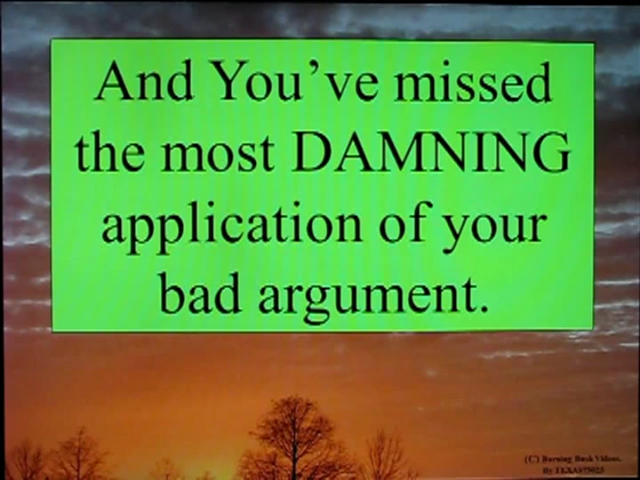 And You've missed
the most DAMNING
application of your
bad argument.
(C) Burning Bush Videos.